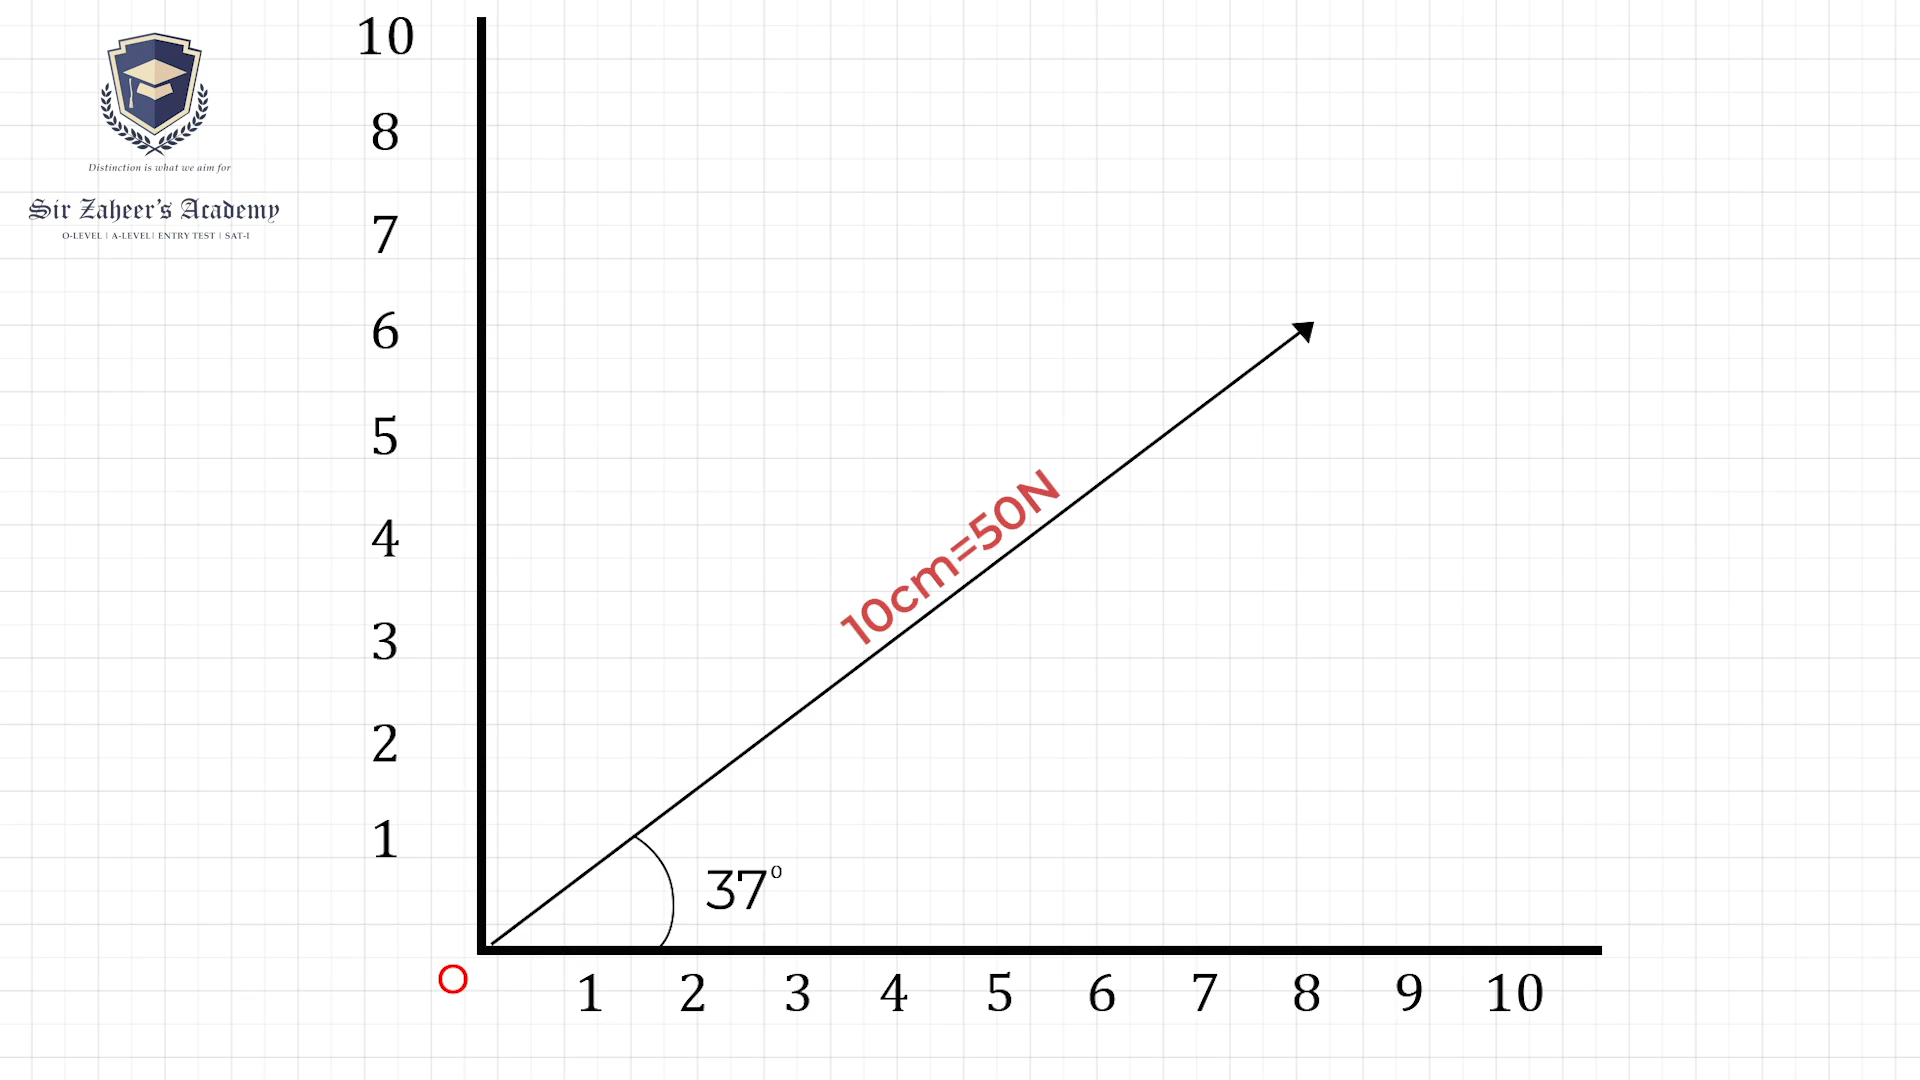 Distinction is what we aim for
Sir Zaheer's Academy
O-LEVEL | A-LEVEL| ENTRY TEST | SAT-I
10
8
7
6
5
4
3
2
1
10cm=50N
37°
O
1 2 3 4 5 6 7 8 9 10